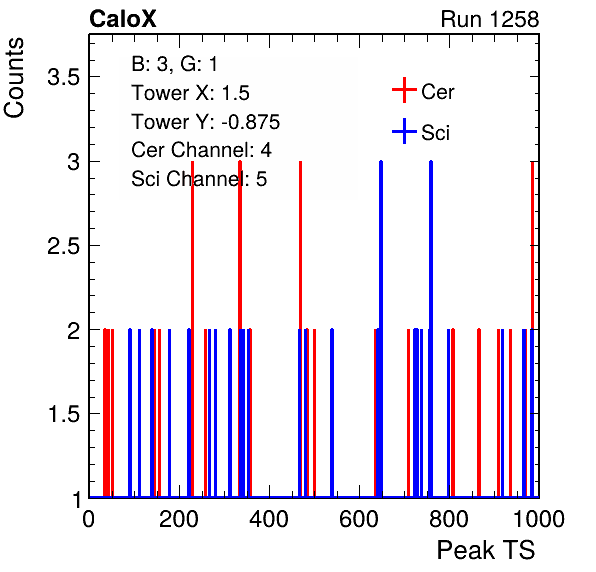 CaloX Run 1258
Counts
B: 3, G: 1
Tower X: 1.5
Tower Y: -0.875
Cer Channel: 4
Sci Channel: 5
Cer
Sci
3.5
3
2.5
2
1.5
1
0 200 400 600 800 1000
Peak TS